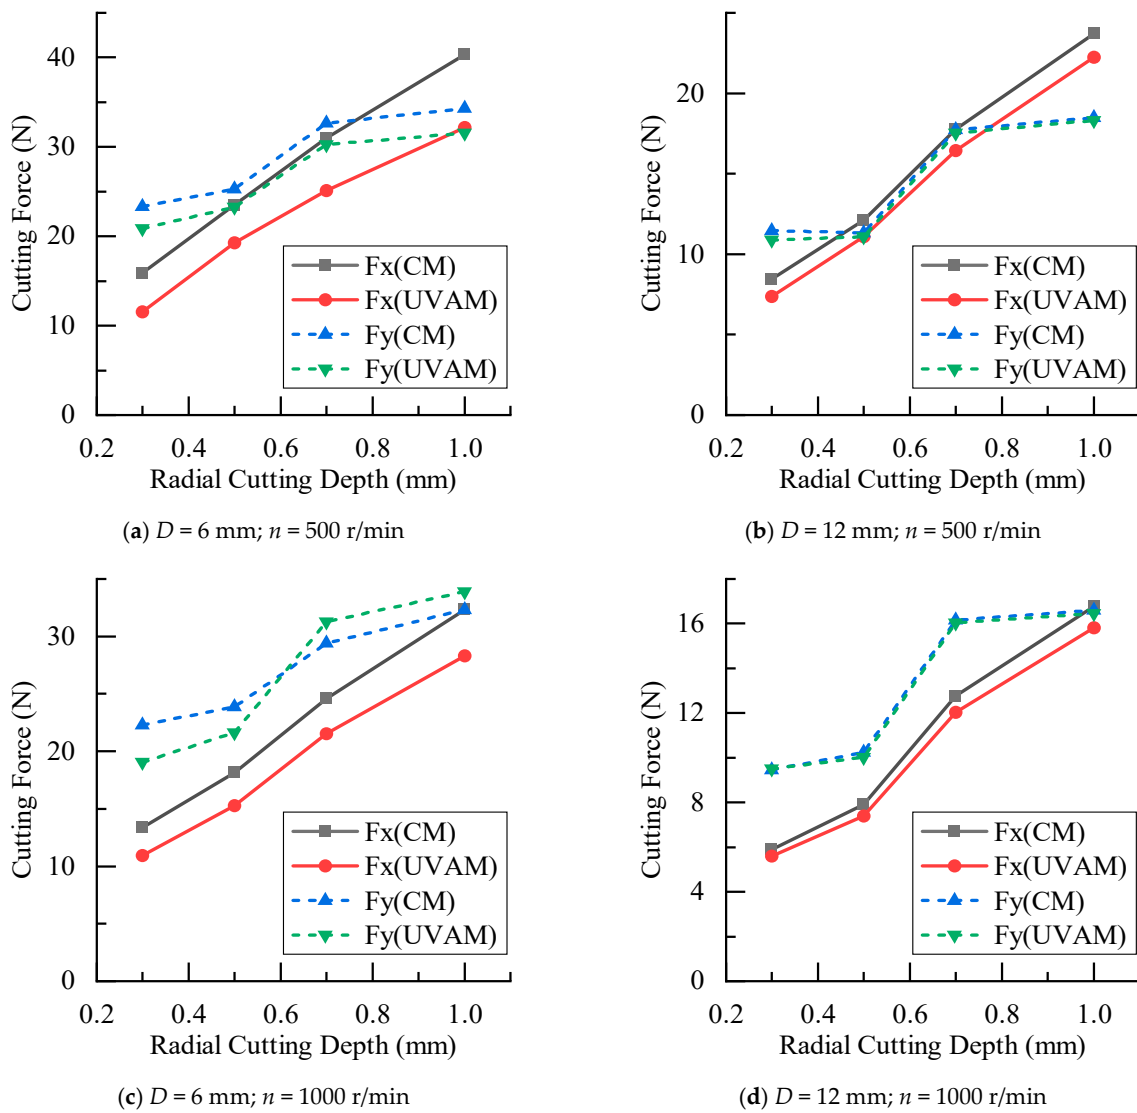 40
30
20
10
0
Cutting Force (N)
Fx(CM)
Fx(UVAM)
Fy(CM)
Fy(UVAM)
0.2 0.4 0.6 0.8 1.0
Radial Cutting Depth (mm)
(a) D = 6 mm; n = 500 r/min
20
10
0
Cutting Force (N)
Fx(CM)
Fx(UVAM)
Fy(CM)
Fy(UVAM)
0.2 0.4 0.6 0.8 1.0
Radial Cutting Depth (mm)
(b) D = 12 mm; n = 500 r/min
30
20
10
0
Cutting Force (N)
Fx(CM)
Fx(UVAM)
Fy(CM)
Fy(UVAM)
0.2 0.4 0.6 0.8 1.0
Radial Cutting Depth (mm)
(c) D = 6 mm; n = 1000 r/min
16
12
8
4
0
Cutting Force (N)
Fx(CM)
Fx(UVAM)
Fy(CM)
Fy(UVAM)
0.2 0.4 0.6 0.8 1.0
Radial Cutting Depth (mm)
(d) D = 12 mm; n = 1000 r/min